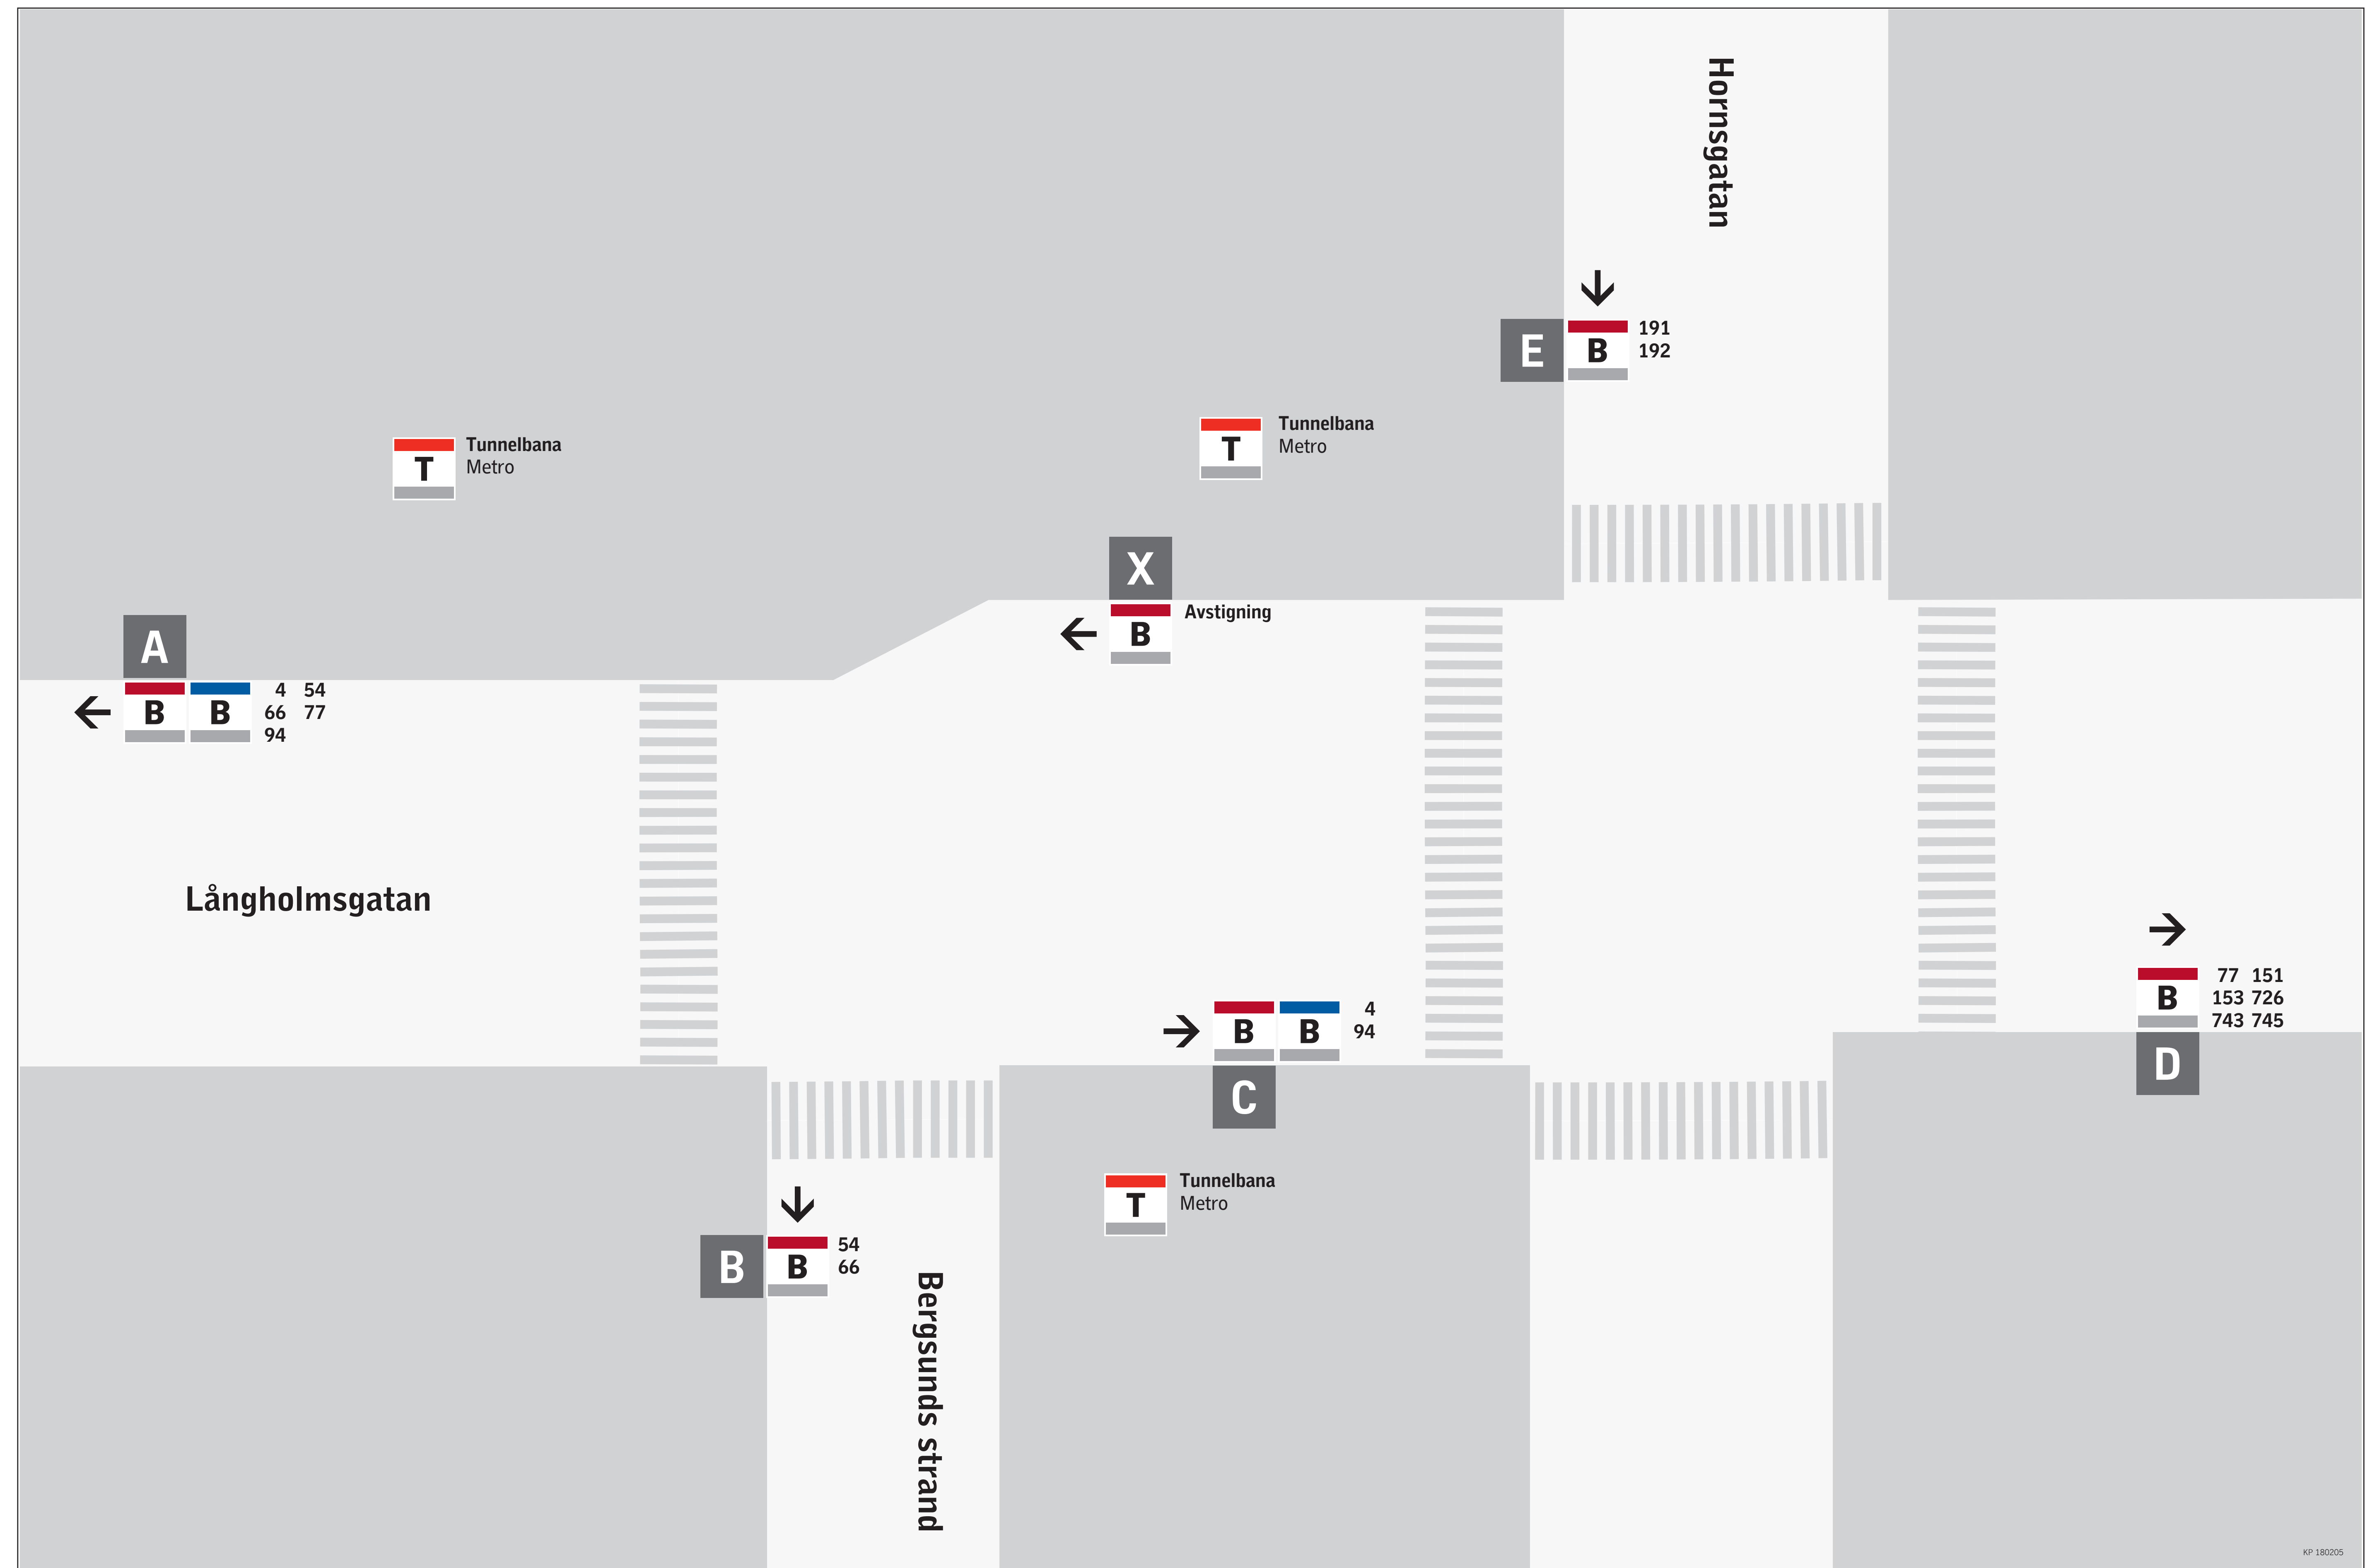 Hornsgatan
E
B
191
192
T
Tunnelbana
Metro
T
Tunnelbana
Metro
X
B
Avstigning
A
B B
4 54
66 77
94
Långholmsgatan
B
77 151
153 726
743 745
D
B B
4
94
C
T
Tunnelbana
Metro
B
B
54
66
Bergsunds strand
KP 180205